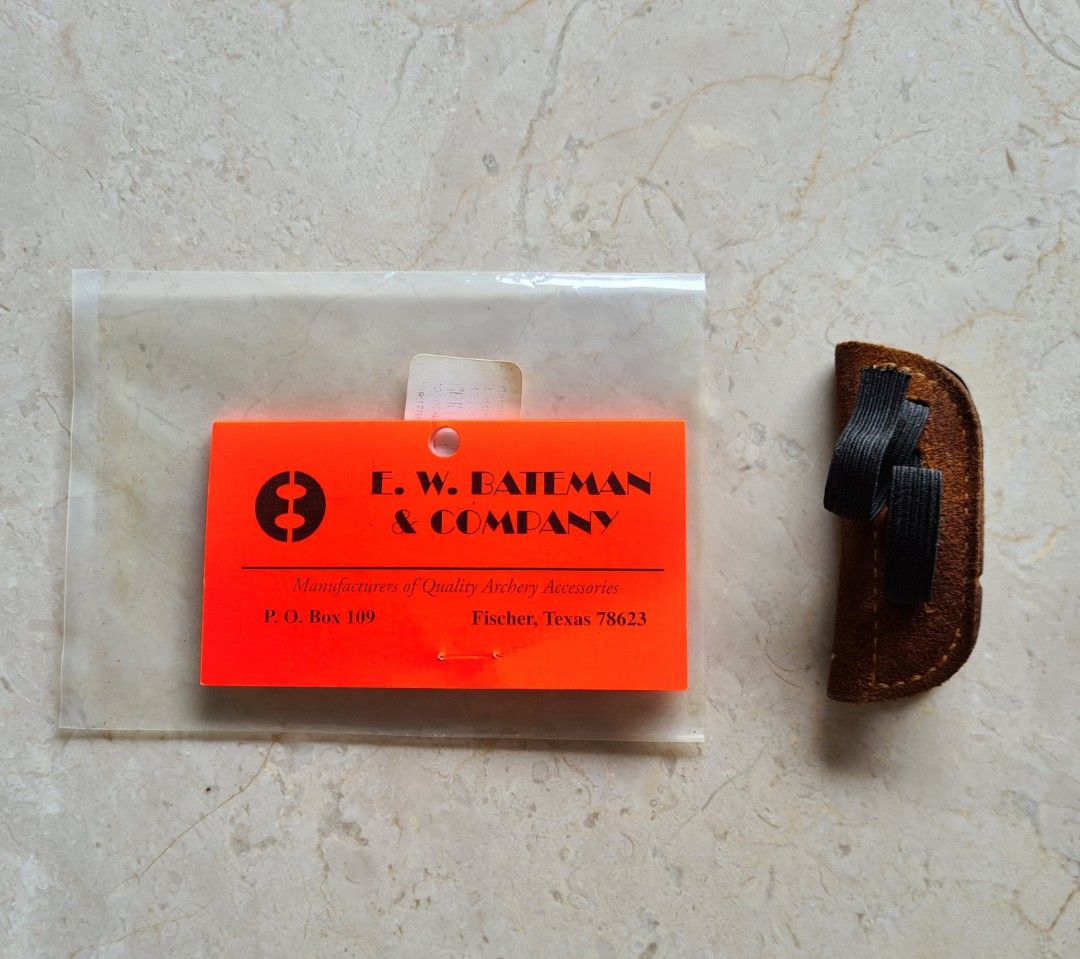 E. W. BATEMAN
& COMPANY
Manufacturers of Quality Archery Accessories
P. O. Box 109 Fischer, Texas 78623